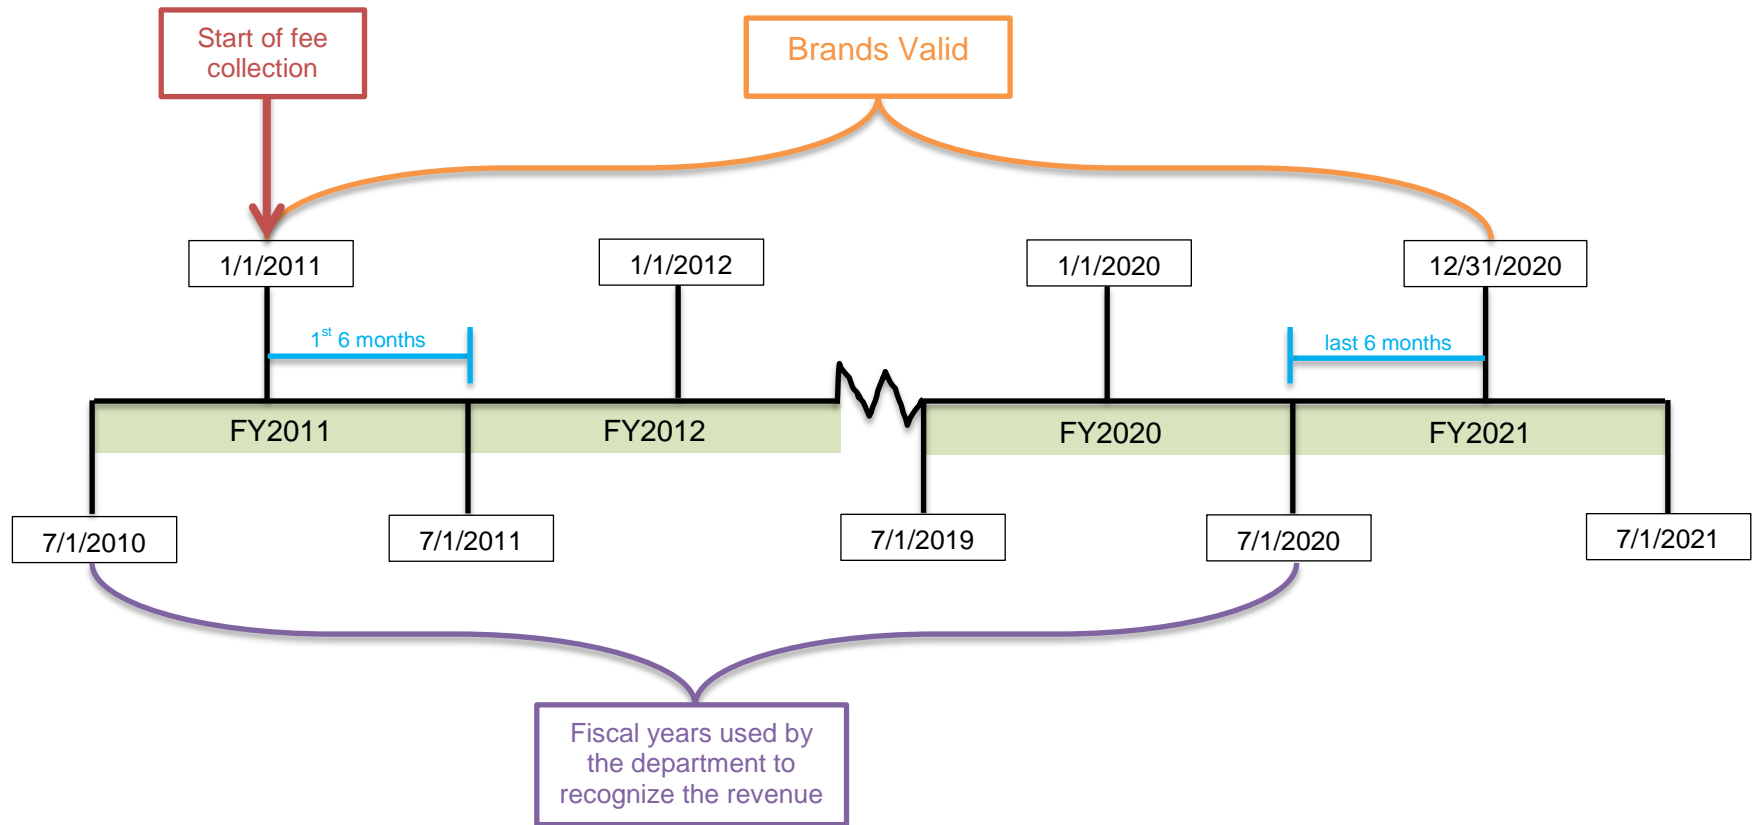 Start of fee
collection
Brands Valid
1/1/2011
1/1/2012
1/1/2020
12/31/2020
1st 6 months
last 6 months
FY2011
FY2012
FY2020
FY2021
7/1/2010
7/1/2011
7/1/2019
7/1/2020
7/1/2021
Fiscal years used by
the department to
recognize the revenue